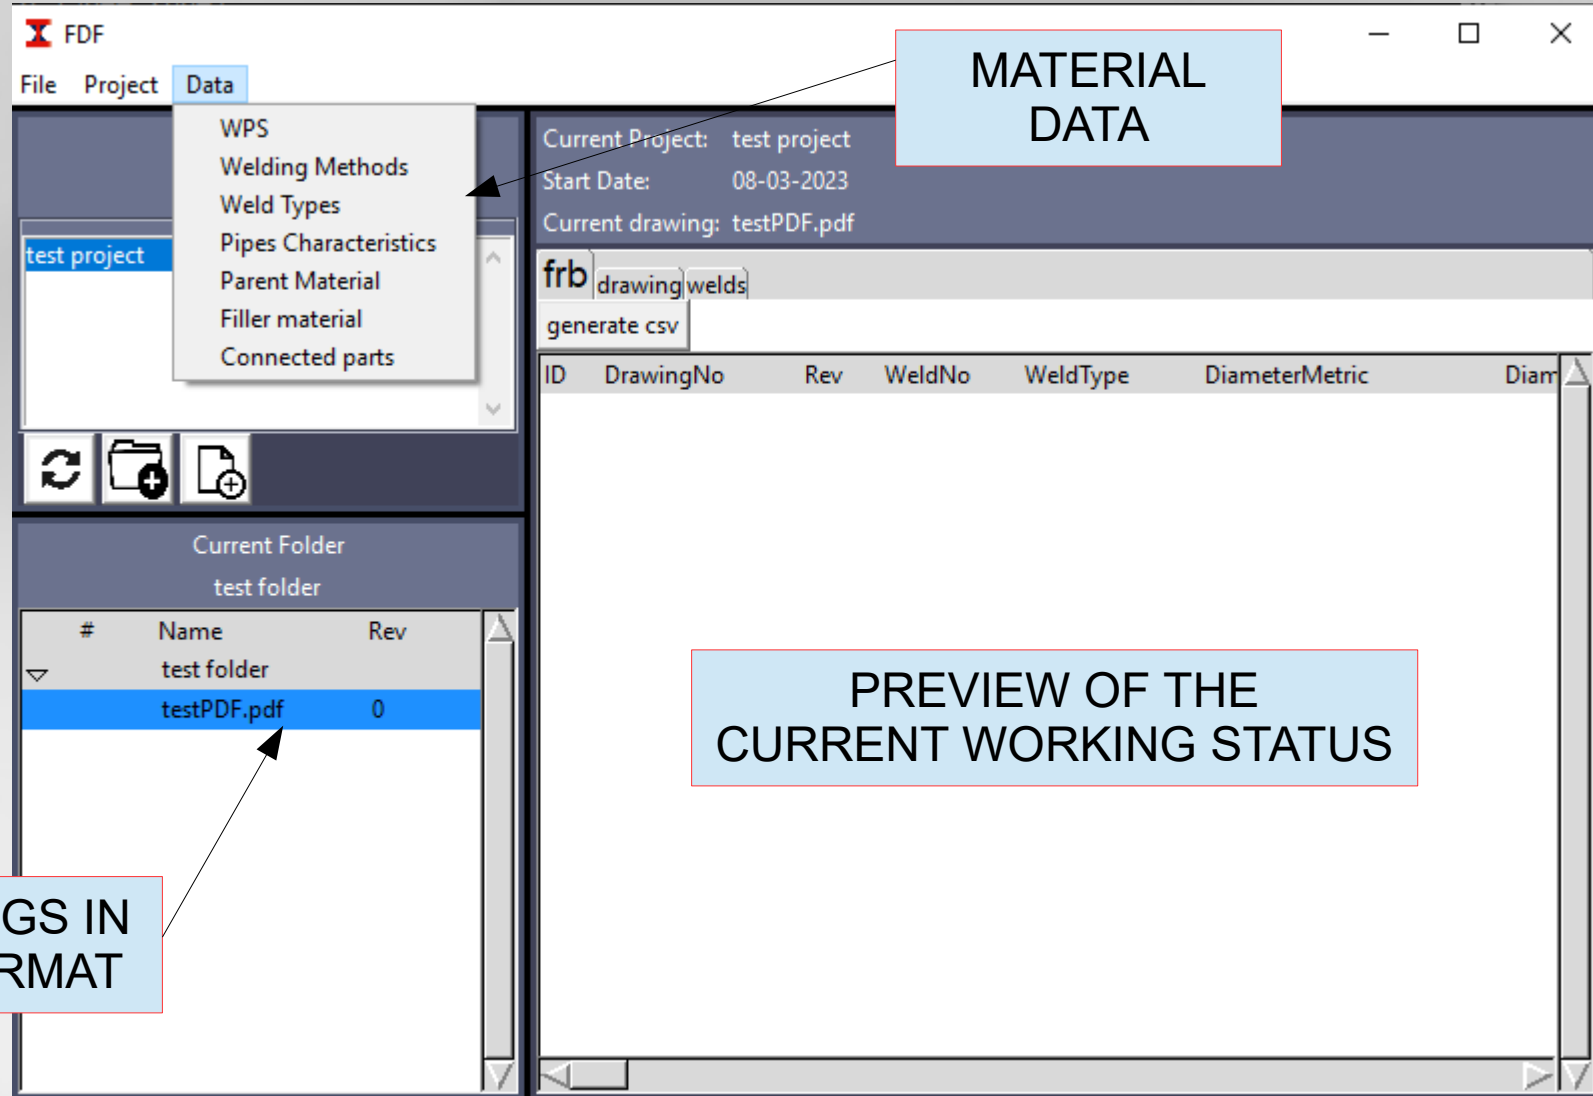 FDF
File Project Data
MATERIAL
DATA
WPS
Welding Methods
Weld Types
Pipes Characteristics
Parent Material
Filler material
Connected parts
test project
Current Project: test project
Start Date: 08-03-2023
Current drawing: testPDF.pdf
frb drawing welds
generate csv
ID DrawingNo Rev WeldNo WeldType DiameterMetric Diam
Current Folder
test folder
# Name Rev
test folder
testPDF.pdf 0
PREVIEW OF THE
CURRENT WORKING STATUS
GS IN
RMAT